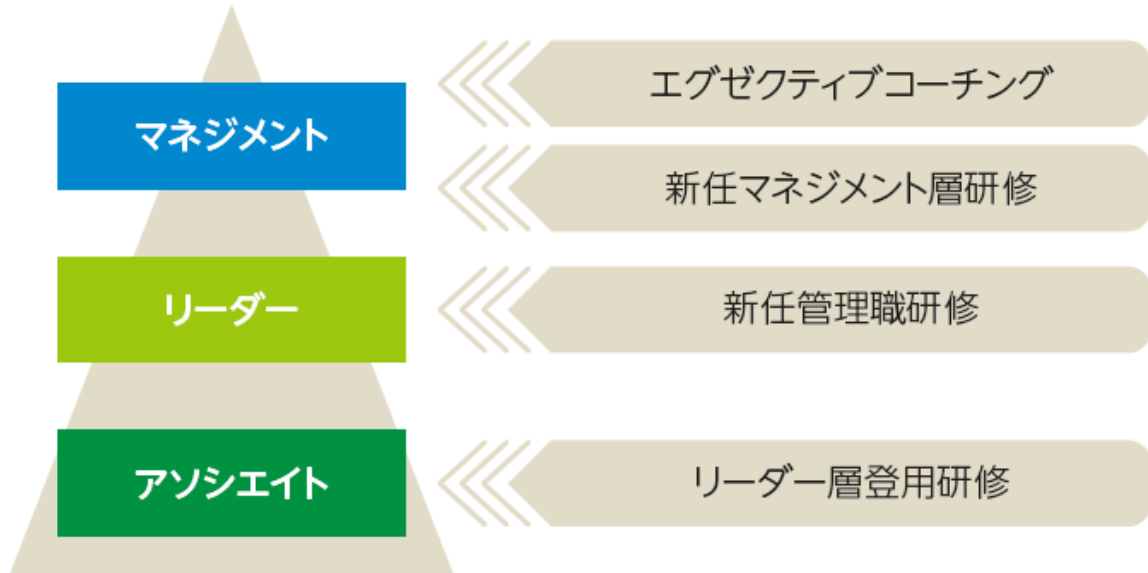 マネジメント
エグゼクティブコーチング
新任マネジメント層研修
リーダー
新任管理職研修
アソシエイト
リーダー層登用研修